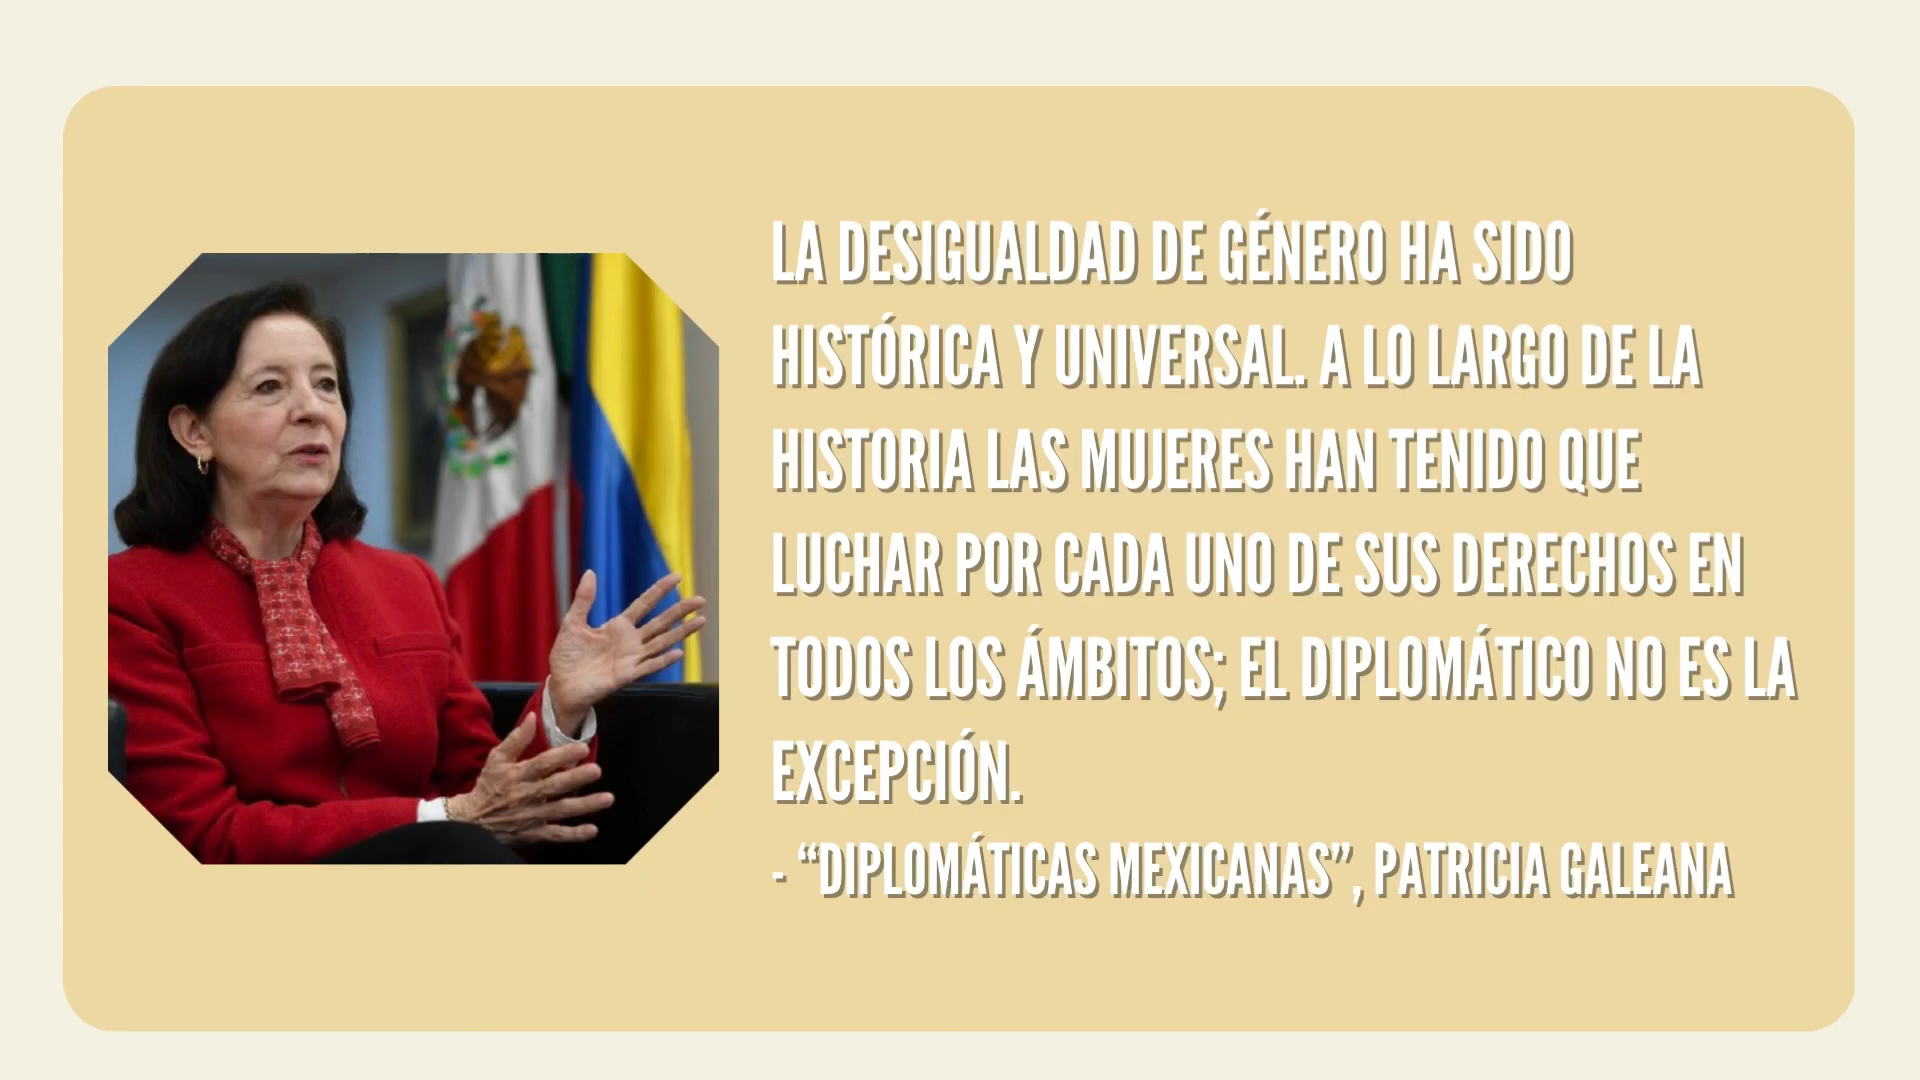 LA DESIGUALDAD DE GÉNERO HA SIDO
HISTÓRICA Y UNIVERSAL. A LO LARGO DE LA
HISTORIA LAS MUJERES HAN TENIDO QUE
LUCHAR POR CADA UNO DE SUS DERECHOS EN
TODOS LOS ÁMBITOS; EL DIPLOMÁTICO NO ES LA
EXCEPCIÓN.
- “DIPLOMÁTICAS MEXICANAS”, PATRICIA GALEANA